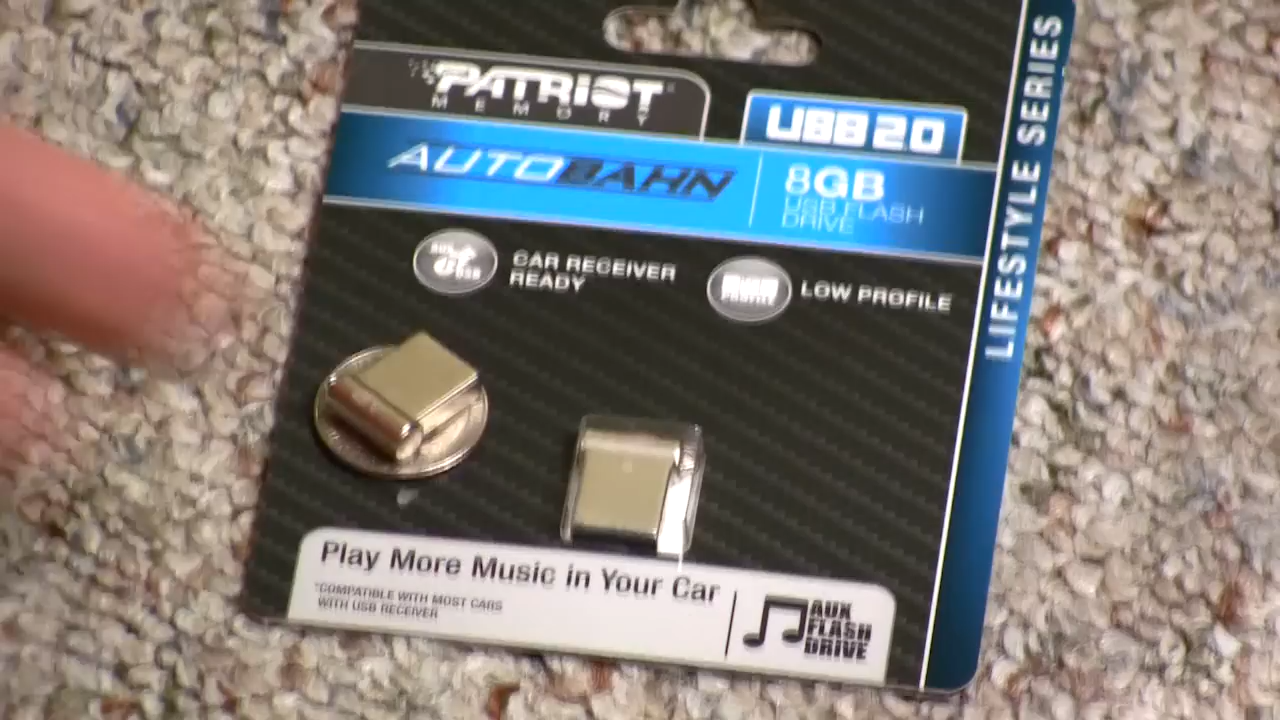 PATRIOT
MEMORY
USB 2.0
AUTOBAHN
8GB
USB FLASH
DRIVE
CAR RECEIVER
READY
LOW PROFILE
LIFESTYLE SERIES
Play More Music in Your Car
*COMPATIBLE WITH MOST CARS
WITH USB RECEIVER
AUX
FLASH
DRIVE